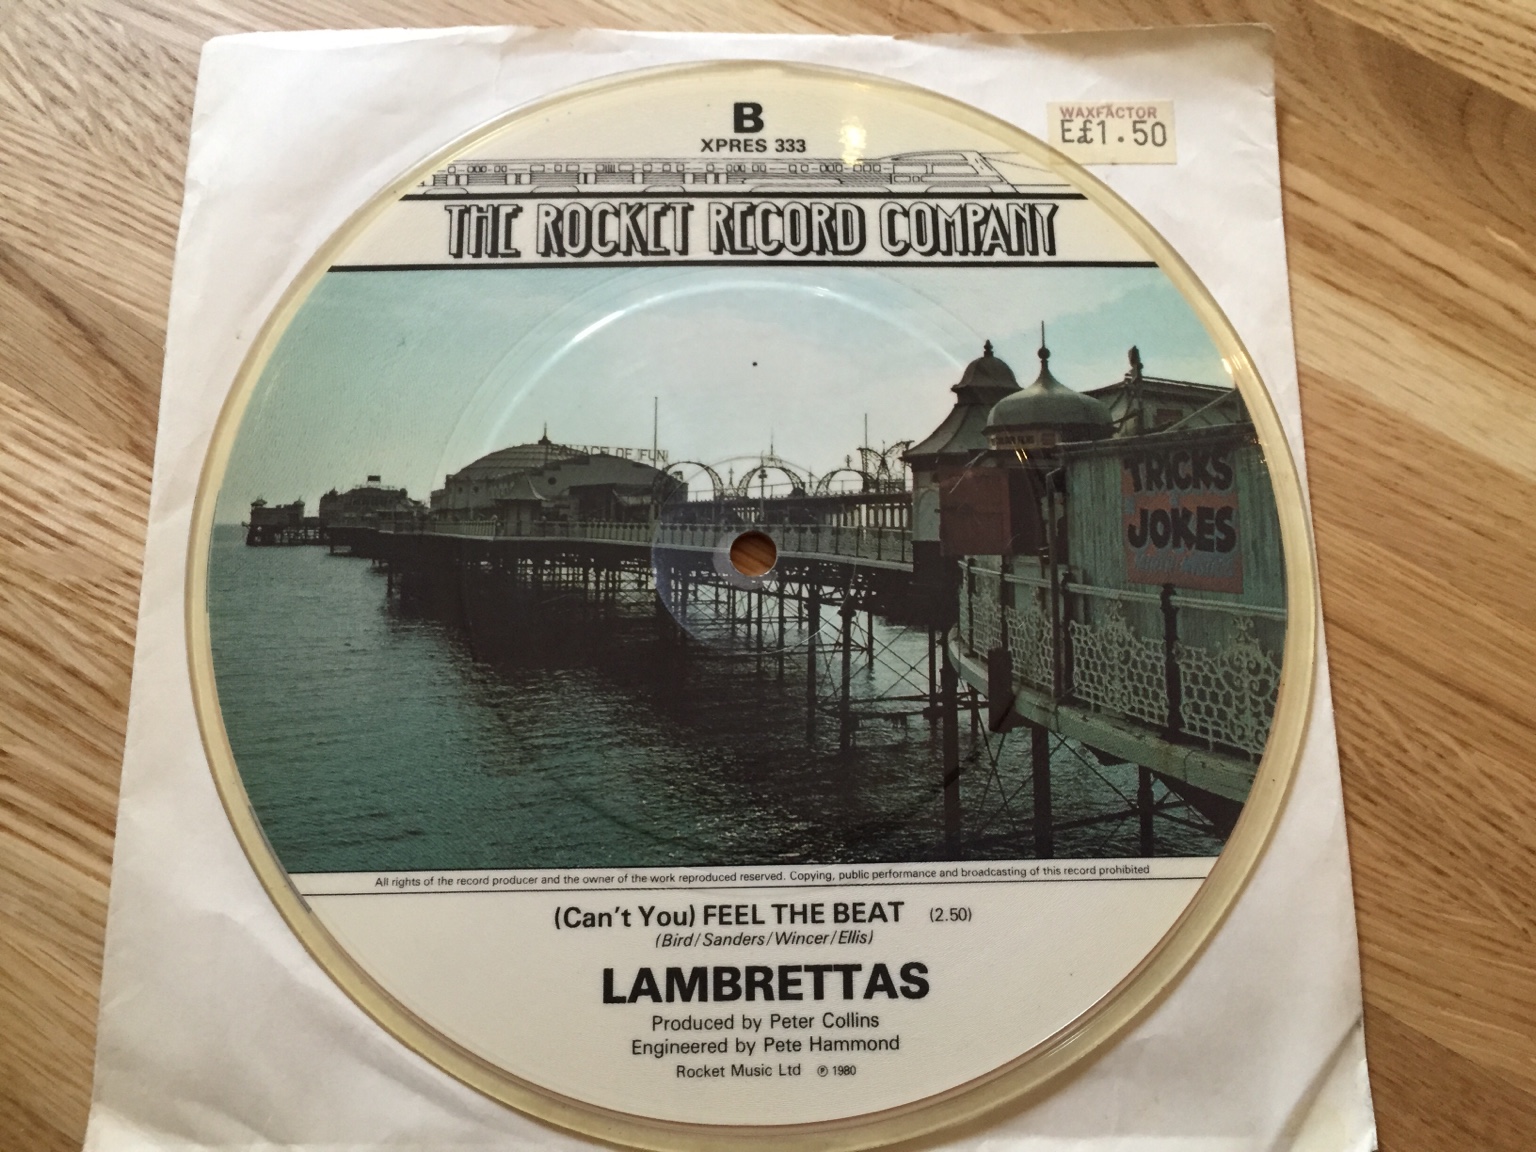 B
XPRES 333
WAXFACTOR
E£1.50
THE ROCKET RECORD COMPANY
PALACE OF FUN
TRICKS
JOKES
All rights of the record producer and the owner of the work reproduced reserved. Copying, public performance and broadcasting of this record prohibited
(Can't You) FEEL THE BEAT (2.50)
(Bird/Sanders/Wincer/Ellis)
LAMBRETTAS
Produced by Peter Collins
Engineered by Pete Hammond
Rocket Music Ltd ℗ 1980